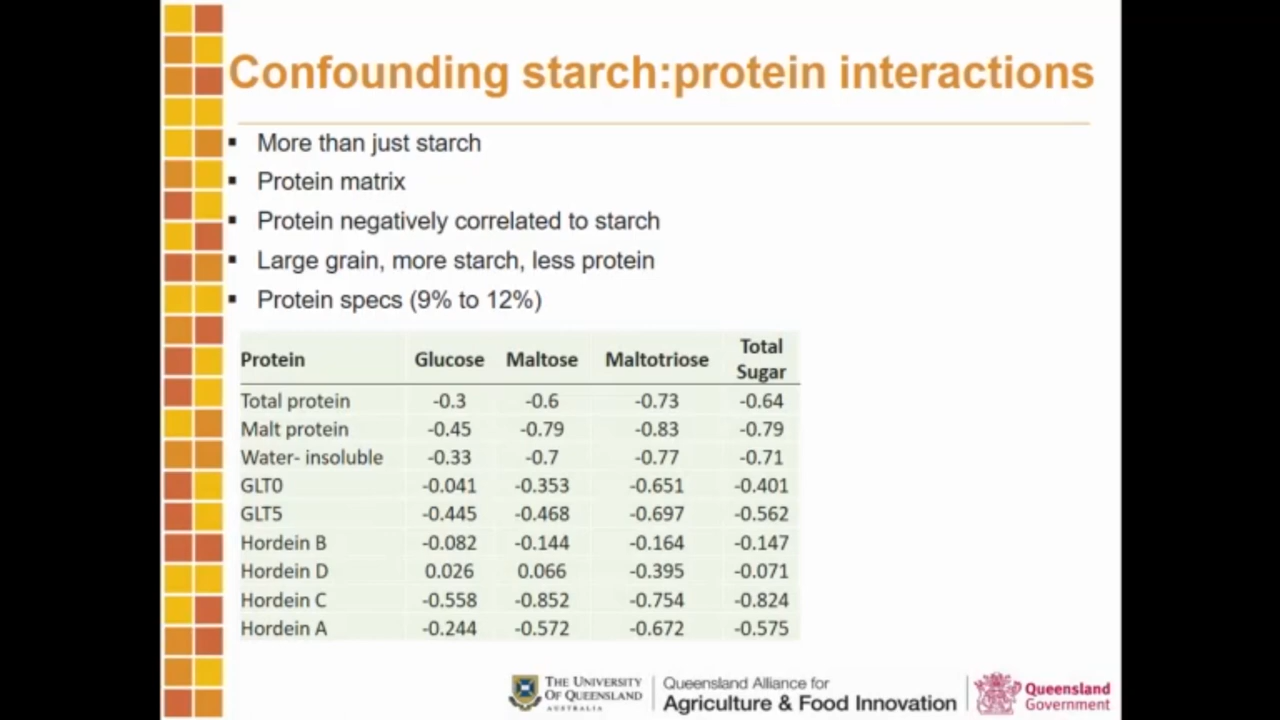 Confounding starch:protein interactions
▪ More than just starch
▪ Protein matrix
▪ Protein negatively correlated to starch
▪ Large grain, more starch, less protein
▪ Protein specs (9% to 12%)
Protein Glucose Maltose Maltotriose Total Sugar
Total protein -0.3 -0.6 -0.73 -0.64
Malt protein -0.45 -0.79 -0.83 -0.79
Water- insoluble -0.33 -0.7 -0.77 -0.71
GLT0 -0.041 -0.353 -0.651 -0.401
GLT5 -0.445 -0.468 -0.697 -0.562
Hordein B -0.082 -0.144 -0.164 -0.147
Hordein D 0.026 0.066 -0.395 -0.071
Hordein C -0.558 -0.852 -0.754 -0.824
Hordein A -0.244 -0.572 -0.672 -0.575
THE UNIVERSITY
OF QUEENSLAND
AUSTRALIA
Queensland Alliance for
Agriculture & Food Innovation
Queensland
Government